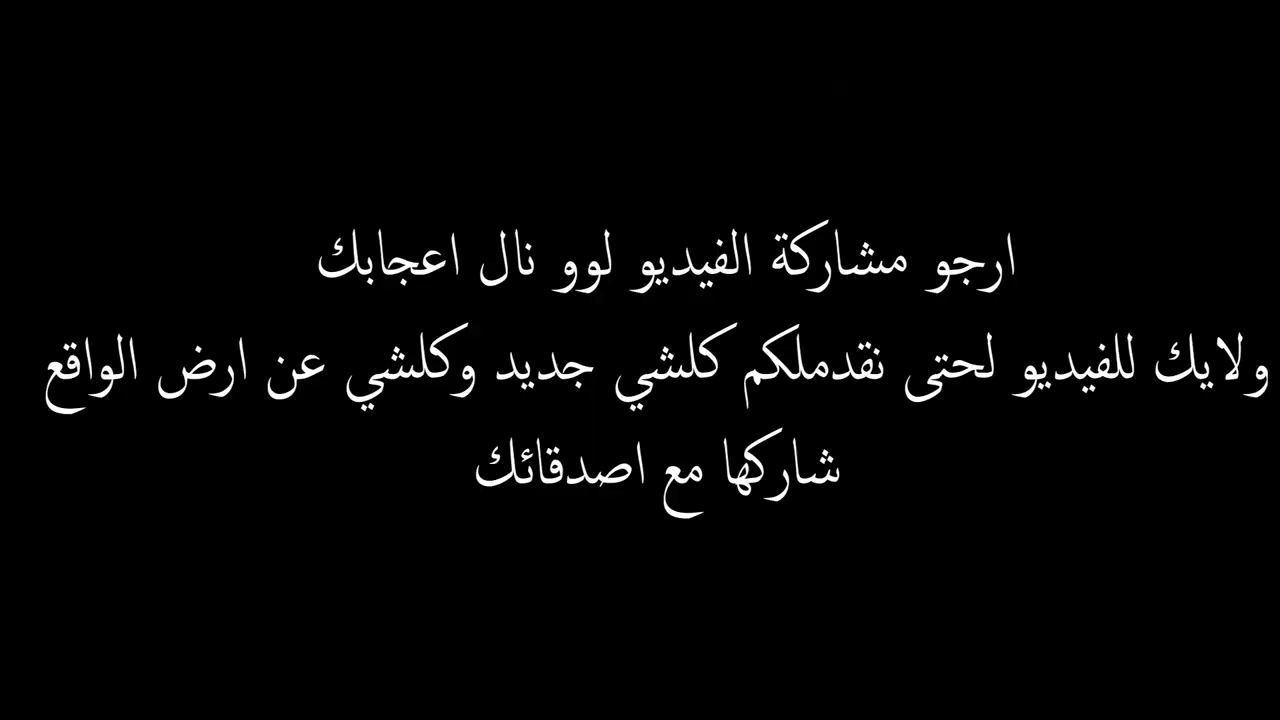 ارجو مشاركة الفيديو لوو نال اعجابك
ولايك للفيديو لحتى نقدملكم كلشي جديد وكلشي عن ارض الواقع
شاركها مع اصدقائك